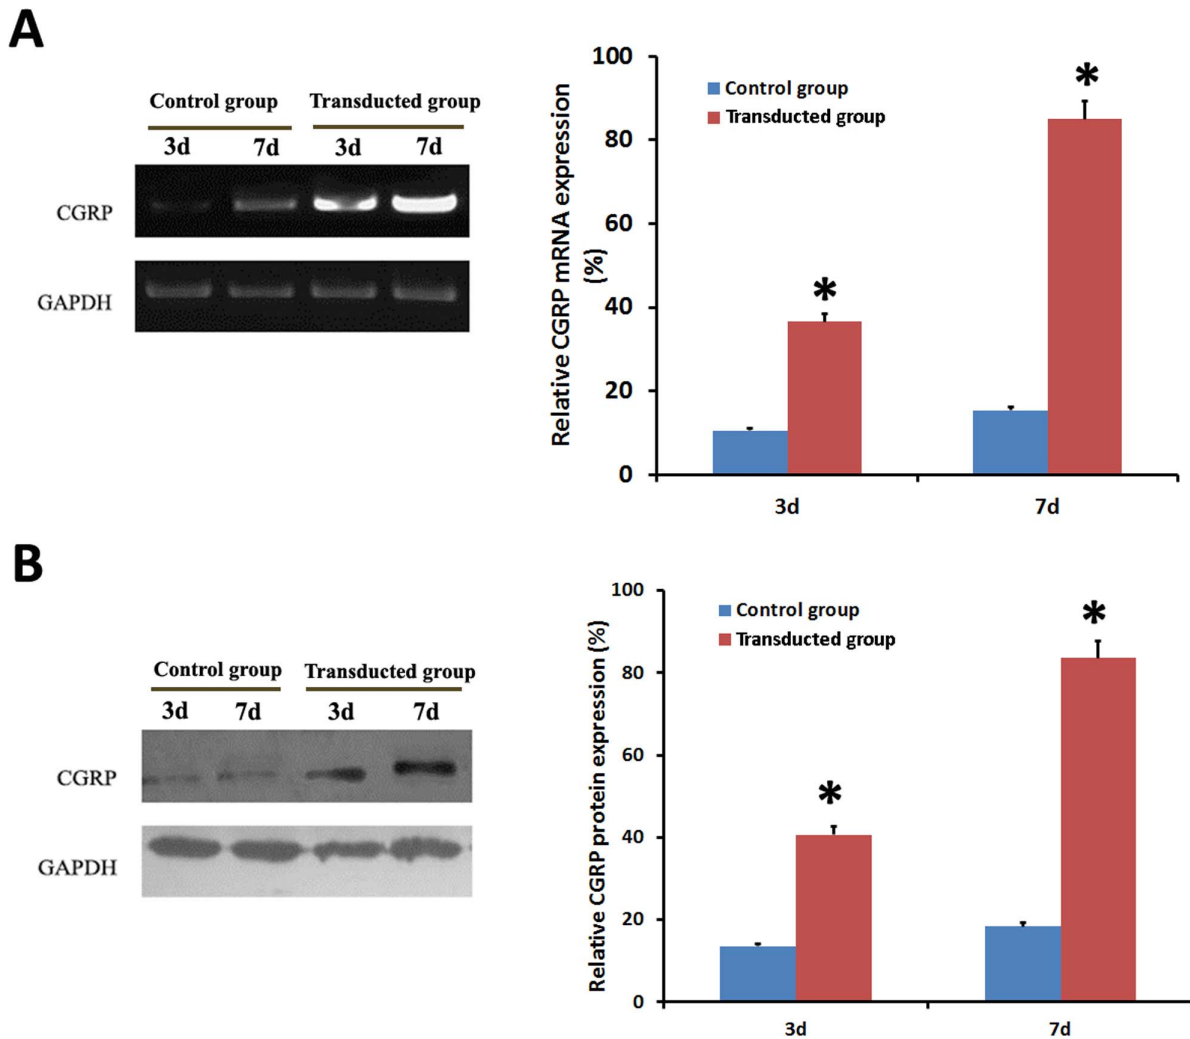 A
Control group Transducted group
3d 7d 3d 7d
CGRP
GAPDH
Relative CGRP mRNA expression
(%)
100
80
60
40
20
0
Control group
Transducted group
*
*
3d 7d
B
Control group Transducted group
3d 7d 3d 7d
CGRP
GAPDH
Relative CGRP protein expression (%)
100
80
60
40
20
0
Control group
Transducted group
*
*
3d 7d